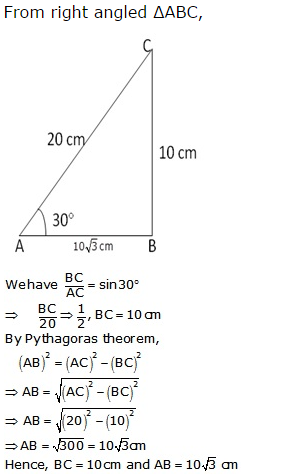 From right angled ΔABC,
C
20 cm
10 cm
30°
A
10√3 cm
B
We have BC/AC = sin30°
⇒ BC/20 ⇒ 1/2, BC = 10 cm
By Pythagoras theorem,
(AB)² = (AC)² − (BC)²
⇒ AB = √((AC)² − (BC)²)
⇒ AB = √((20)² − (10)²)
⇒ AB = √300 = 10√3cm
Hence, BC = 10 cm and AB = 10√3 cm